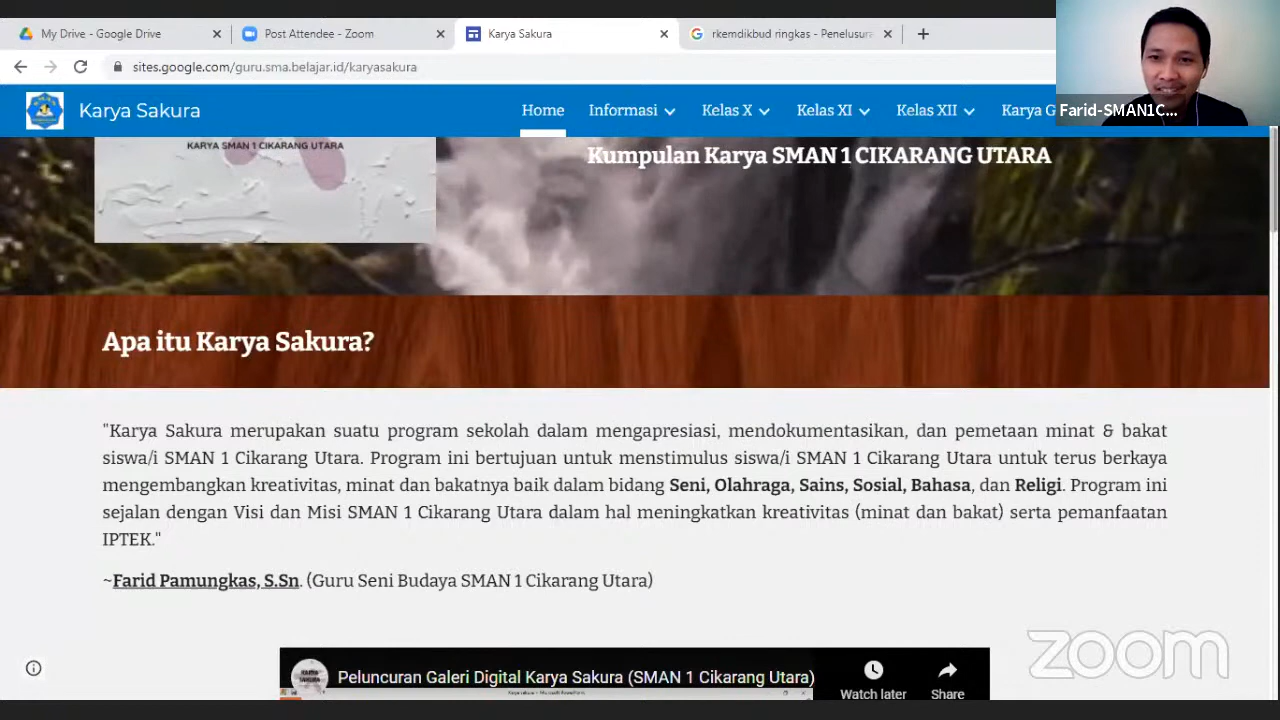 My Drive - Google Drive
Post Attendee - Zoom
Karya Sakura
rkemdikbud ringkas - Penelusura
sites.google.com/guru.sma.belajar.id/karyasakura
Karya Sakura
Home
Informasi
Kelas X
Kelas XI
Kelas XII
Karya G
Farid-SMAN1C...
KARYA SMAN 1 CIKARANG UTARA
Kumpulan Karya SMAN 1 CIKARANG UTARA
Apa itu Karya Sakura?
"Karya Sakura merupakan suatu program sekolah dalam mengapresiasi, mendokumentasikan, dan pemetaan minat & bakat
siswa/i SMAN 1 Cikarang Utara. Program ini bertujuan untuk menstimulus siswa/i SMAN 1 Cikarang Utara untuk terus berkaya
mengembangkan kreativitas, minat dan bakatnya baik dalam bidang Seni, Olahraga, Sains, Sosial, Bahasa, dan Religi. Program ini
sejalan dengan Visi dan Misi SMAN 1 Cikarang Utara dalam hal meningkatkan kreativitas (minat dan bakat) serta pemanfaatan
IPTEK."
~Farid Pamungkas, S.Sn. (Guru Seni Budaya SMAN 1 Cikarang Utara)
zoom
KARYA SAKURA
Peluncuran Galeri Digital Karya Sakura (SMAN 1 Cikarang Utara)
Watch later
Share